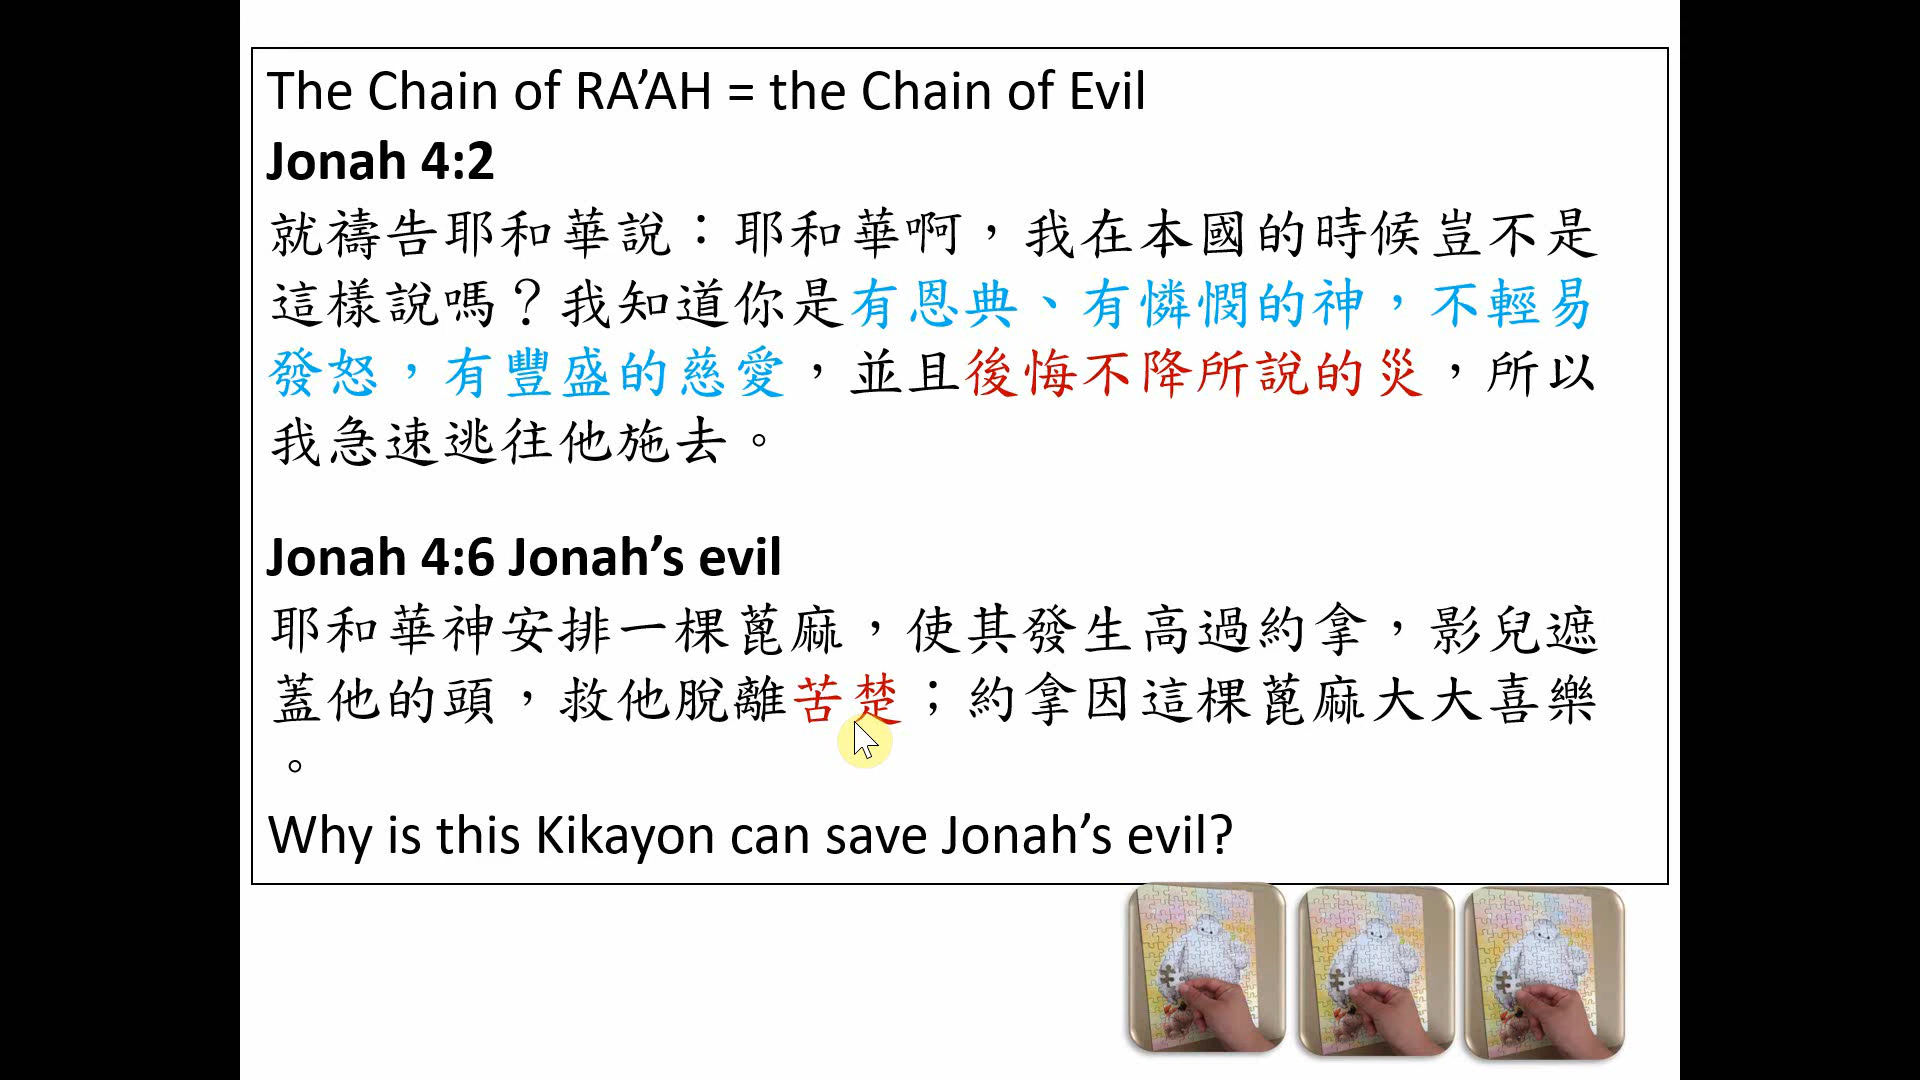 The Chain of RA’AH = the Chain of Evil
Jonah 4:2
就禱告耶和華說：耶和華啊，我在本國的時候豈不是
這樣說嗎？我知道你是有恩典、有憐憫的神，不輕易
發怒，有豐盛的慈愛，並且後悔不降所說的災，所以
我急速逃往他施去。
Jonah 4:6 Jonah’s evil
耶和華神安排一棵蓖麻，使其發生高過約拿，影兒遮
蓋他的頭，救他脫離苦楚；約拿因這棵蓖麻大大喜樂
。
Why is this Kikayon can save Jonah’s evil?